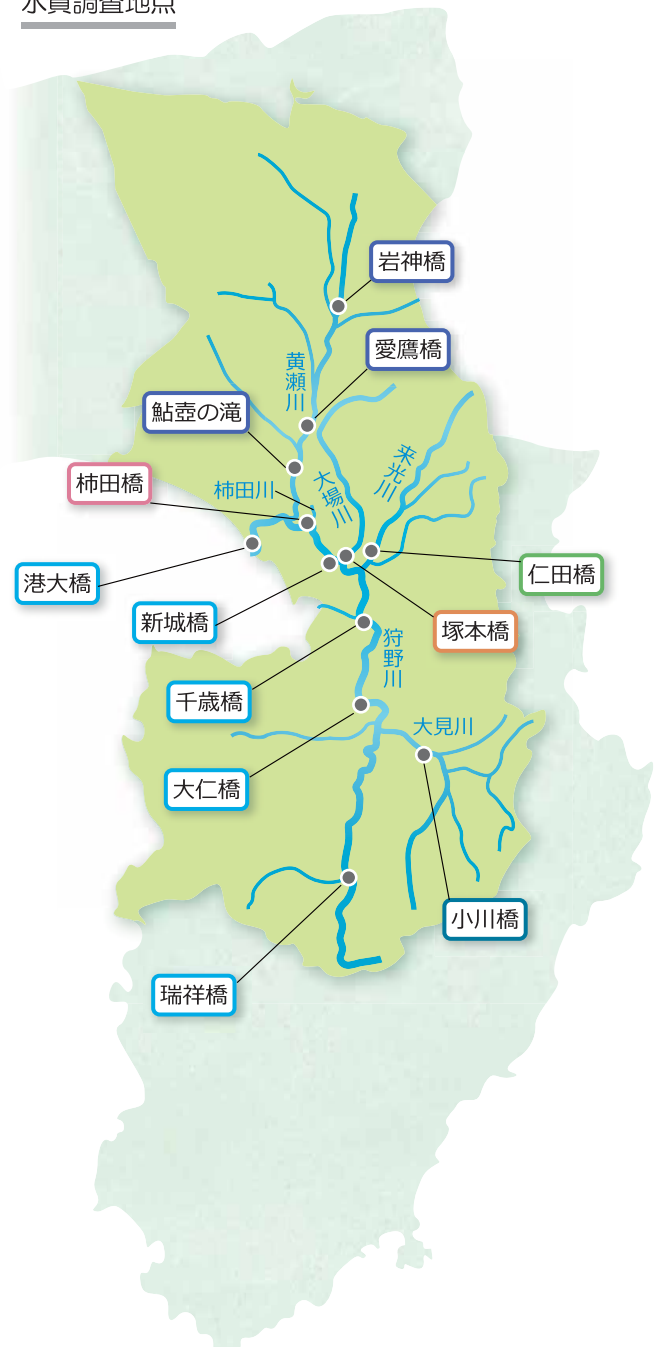 水質調査地点
岩神橋
愛鷹橋
黄瀬川
鮎壺の滝
来光川
柿田橋
柿田川
大場川
港大橋
仁田橋
新城橋
塚本橋
狩野川
千歳橋
大見川
大仁橋
小川橋
瑞祥橋